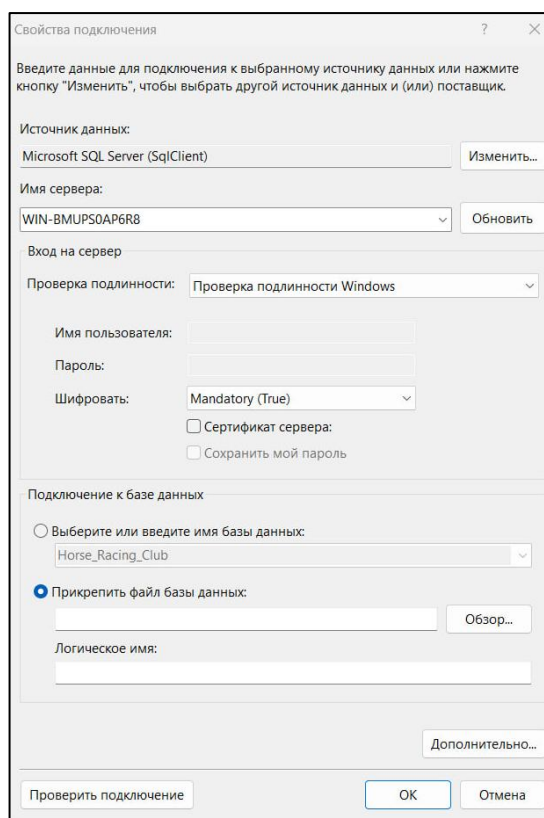 Свойства подключения
?
Введите данные для подключения к выбранному источнику данных или нажмите
кнопку "Изменить", чтобы выбрать другой источник данных и (или) поставщик.
Источник данных:
Microsoft SQL Server (SqlClient)
Изменить...
Имя сервера:
WIN-BMUPS0AP6R8
Обновить
Вход на сервер
Проверка подлинности:
Проверка подлинности Windows
Имя пользователя:
Пароль:
Шифровать:
Mandatory (True)
Сертификат сервера:
Сохранить мой пароль
Подключение к базе данных
Выберите или введите имя базы данных:
Horse_Racing_Club
Прикрепить файл базы данных:
Обзор...
Логическое имя:
Дополнительно...
Проверить подключение
ОК
Отмена